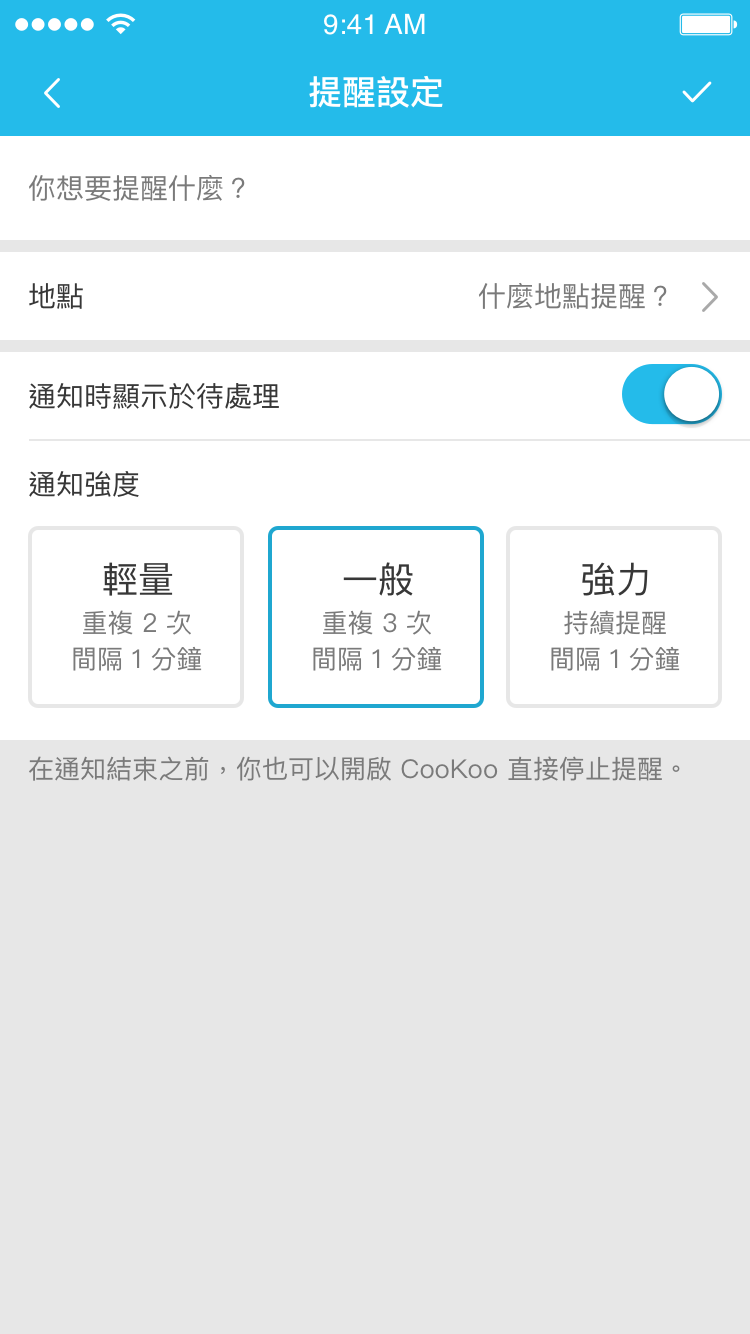 9:41 AM
提醒設定
你想要提醒什麼？
地點 什麼地點提醒？
通知時顯示於待處理
通知強度
輕量 一般 強力
重複 2 次 重複 3 次 持續提醒
間隔 1 分鐘 間隔 1 分鐘 間隔 1 分鐘
在通知結束之前，你也可以開啟 CooKoo 直接停止提醒。